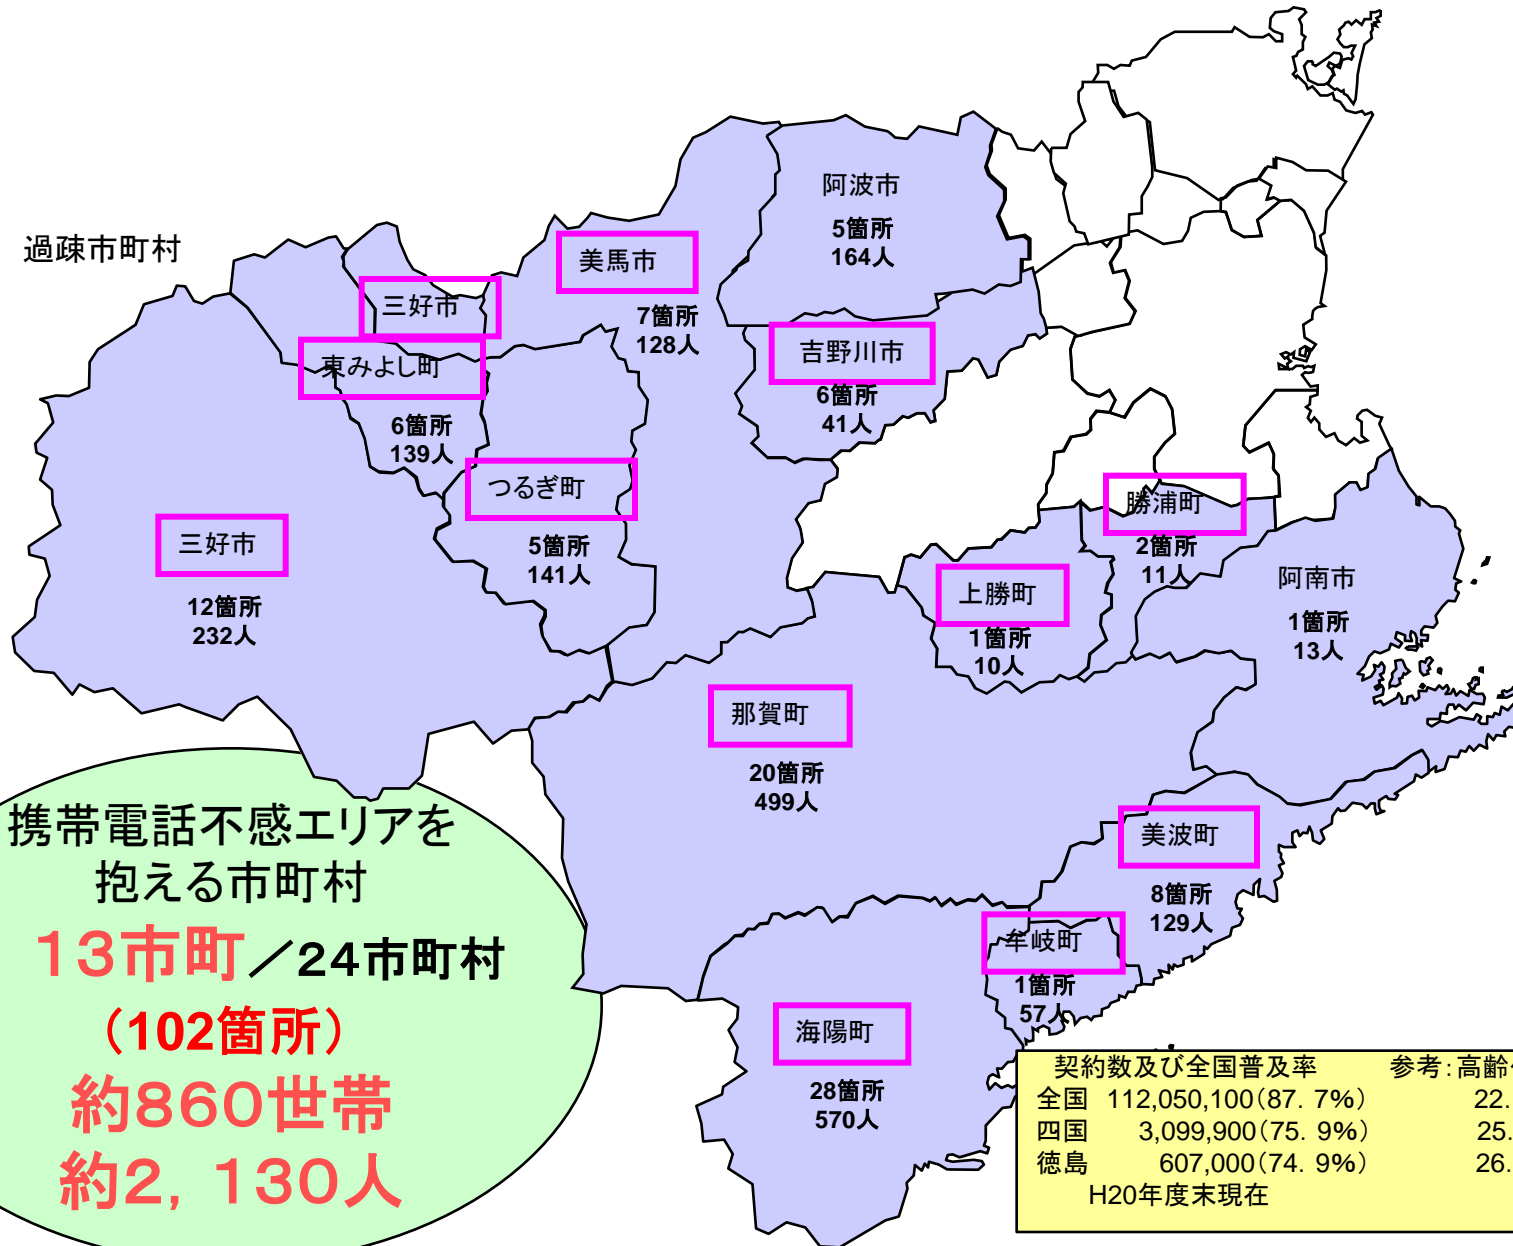 過疎市町村
阿波市
5箇所
164人
美馬市
7箇所
128人
三好市
東みよし町
6箇所
139人
吉野川市
6箇所
41人
つるぎ町
5箇所
141人
三好市
12箇所
232人
勝浦町
2箇所
11人
上勝町
1箇所
10人
阿南市
1箇所
13人
那賀町
20箇所
499人
美波町
8箇所
129人
牟岐町
1箇所
57人
海陽町
28箇所
570人
携帯電話不感エリアを
抱える市町村
13市町／24市町村
（102箇所）
約860世帯
約2，130人
契約数及び全国普及率 参考：高齢
全国 112,050,100（87．7%） 22.
四国 3,099,900（75．9%） 25.
徳島 607,000（74．9%） 26.
H20年度末現在